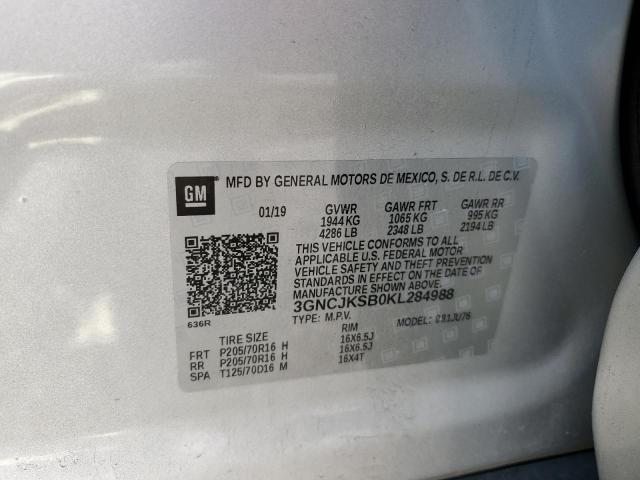 GM
MFD BY GENERAL MOTORS DE MEXICO, S. DE R.L. DE C.V.
01/19 GVWR GAWR FRT GAWR RR
1944 KG 1065 KG 995 KG
4286 LB 2348 LB 2194 LB
THIS VEHICLE CONFORMS TO ALL
APPLICABLE U.S. FEDERAL MOTOR
VEHICLE SAFETY AND THEFT PREVENTION
STANDARDS IN EFFECT ON THE DATE OF
MANUFACTURE SHOWN ABOVE.
3GNCJKSB0KL284988
TYPE: M.P.V. MODEL: 
636R
TIRE SIZE RIM
FRT P205/70R16 H 16X6.5J
RR P205/70R16 H 16X6.5J
SPA T125/70D16 M 16X4T